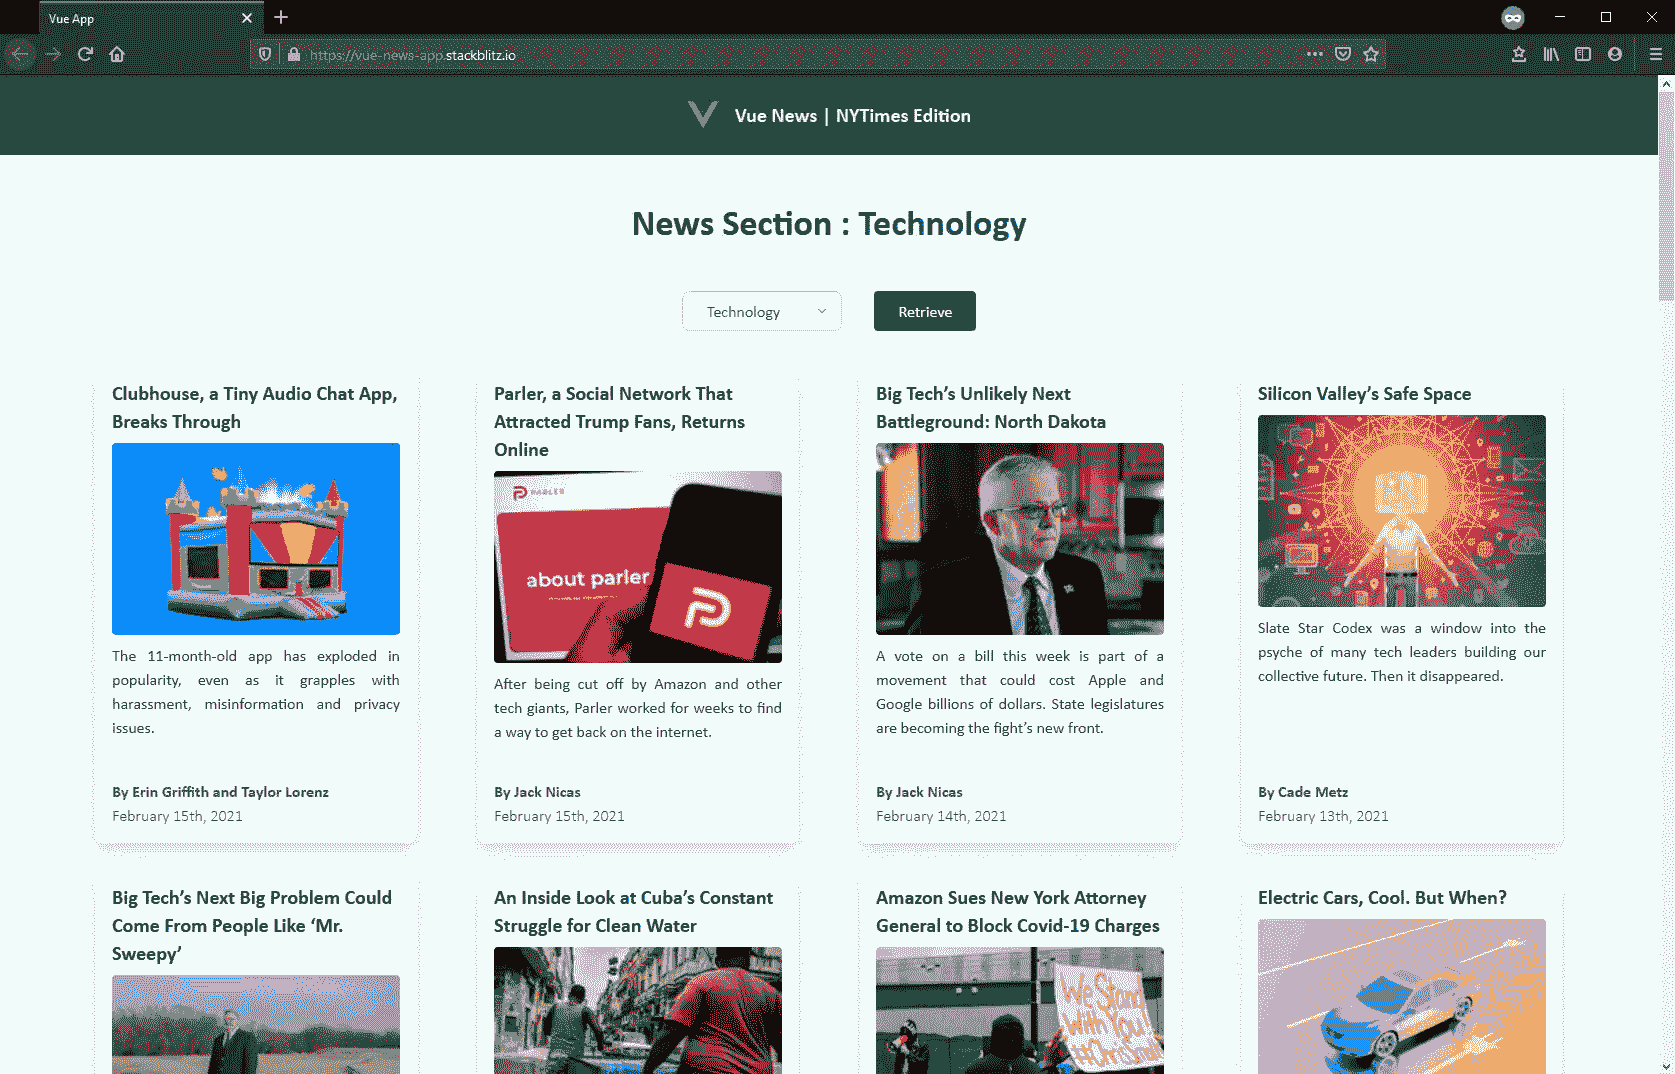 Vue App
https://vue-news-app.stackblitz.io
Vue News | NYTimes Edition
News Section : Technology
Technology
Retrieve
Clubhouse, a Tiny Audio Chat App,
Breaks Through
The 11-month-old app has exploded in
popularity, even as it grapples with
harassment, misinformation and privacy
issues.
By Erin Griffith and Taylor Lorenz
February 15th, 2021
Parler, a Social Network That
Attracted Trump Fans, Returns
Online
PARLER
about parler
After being cut off by Amazon and other
tech giants, Parler worked for weeks to find
a way to get back on the internet.
By Jack Nicas
February 15th, 2021
Big Tech’s Unlikely Next
Battleground: North Dakota
A vote on a bill this week is part of a
movement that could cost Apple and
Google billions of dollars. State legislatures
are becoming the fight’s new front.
By Jack Nicas
February 14th, 2021
Silicon Valley’s Safe Space
Slate Star Codex was a window into the
psyche of many tech leaders building our
collective future. Then it disappeared.
By Cade Metz
February 13th, 2021
Big Tech’s Next Big Problem Could
Come From People Like ‘Mr.
Sweepy’
An Inside Look at Cuba’s Constant
Struggle for Clean Water
Amazon Sues New York Attorney
General to Block Covid-19 Charges
We Stand
With You!
Electric Cars, Cool. But When?